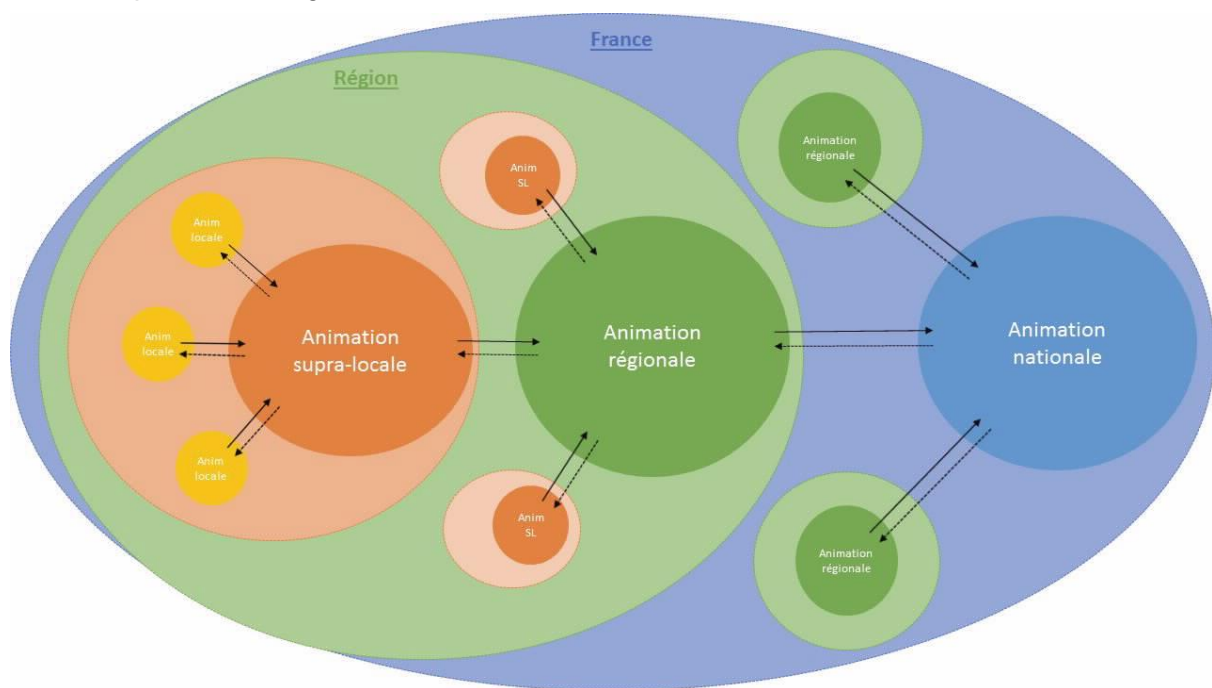 France
Région
Animation
régionale
Anim
SL
Anim
locale
Animation
supra-locale
Anim
locale
Animation
régionale
Animation
nationale
Anim
locale
Anim
SL
Animation
régionale